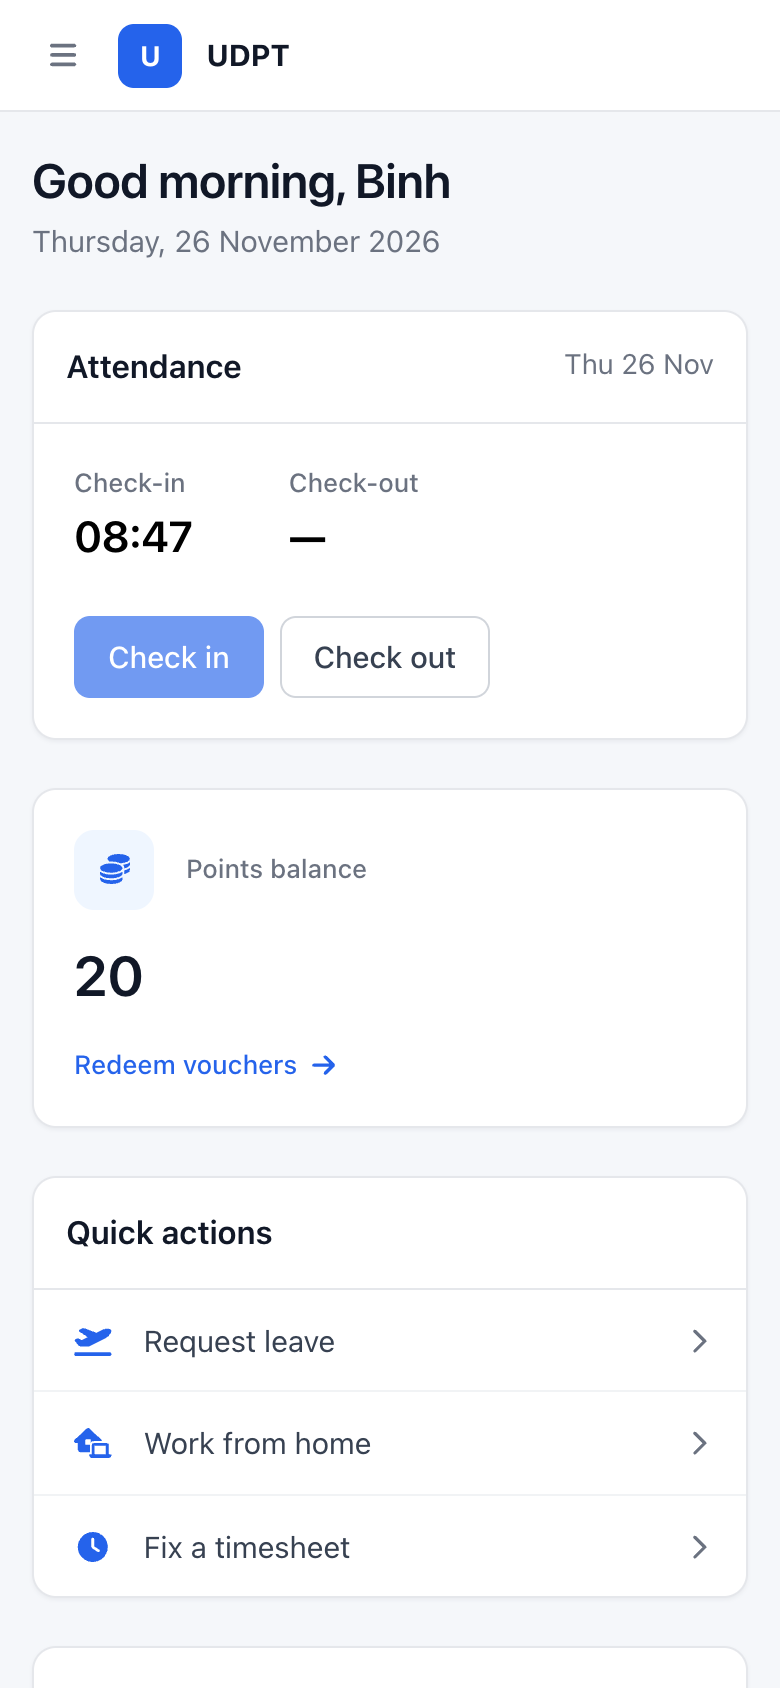 U UDPT
Good morning, Binh
Thursday, 26 November 2026
Attendance Thu 26 Nov
Check-in Check-out
08:47 —
Check in Check out
Points balance
20
Redeem vouchers →
Quick actions
Request leave
Work from home
Fix a timesheet